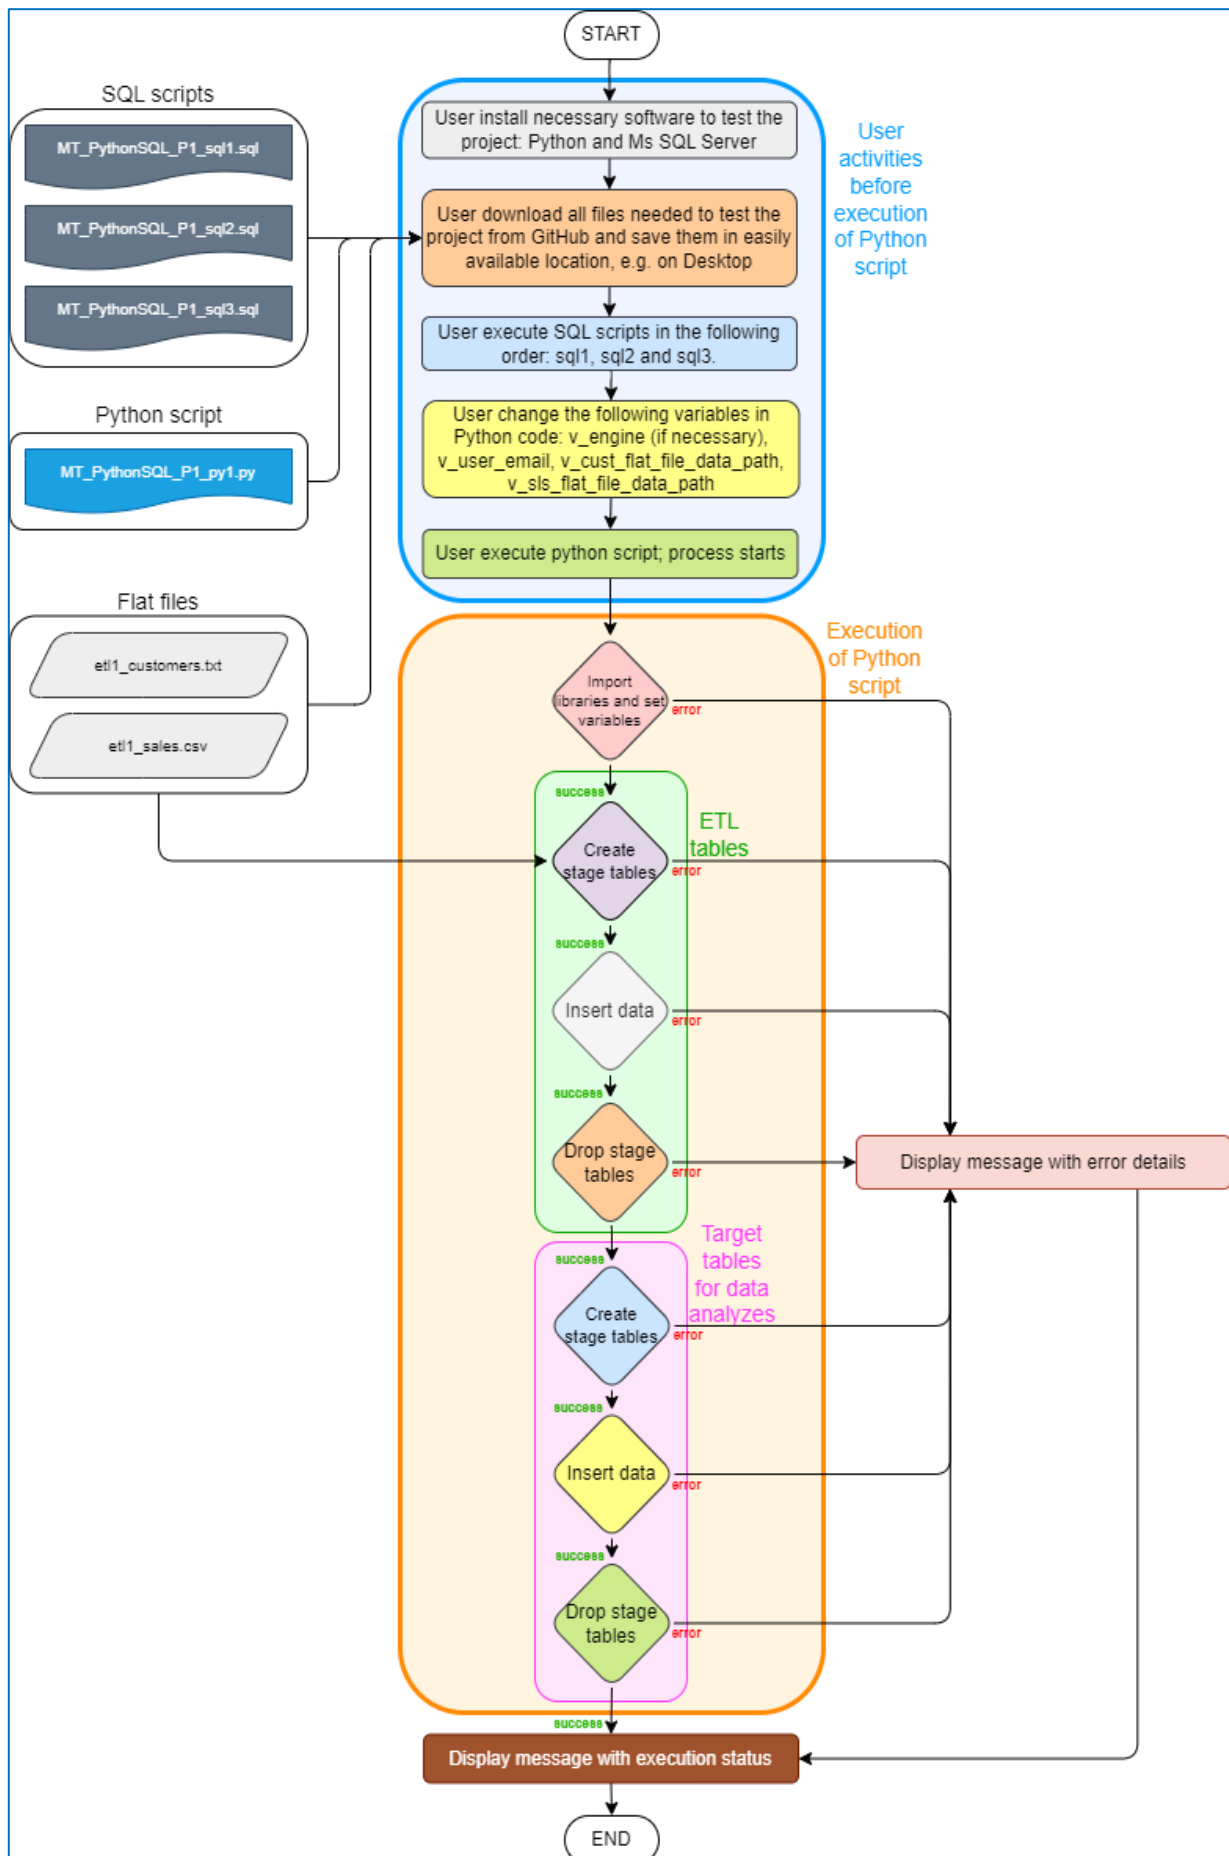 START
SQL scripts
MT_PythonSQL_P1_sql1.sql
MT_PythonSQL_P1_sql2.sql
MT_PythonSQL_P1_sql3.sql
Python script
MT_PythonSQL_P1_py1.py
Flat files
etl1_customers.txt
etl1_sales.csv
User install necessary software to test the
project: Python and Ms SQL Server
User download all files needed to test the
project from GitHub and save them in easily
available location, e.g. on Desktop
User execute SQL scripts in the following
order: sql1, sql2 and sql3.
User change the following variables in
Python code: v_engine (if necessary),
v_user_email, v_cust_flat_file_data_path,
v_sls_flat_file_data_path
User execute python script; process starts
User
activities
before
execution
of Python
script
Execution
of Python
script
Import
libraries and set
variables
error
success
ETL
tables
Create
stage tables
error
success
Insert data
error
success
Drop stage
tables
error
Display message with error details
success
Target
tables
for data
analyzes
Create
stage tables
error
success
Insert data
error
success
Drop stage
tables
error
success
Display message with execution status
END